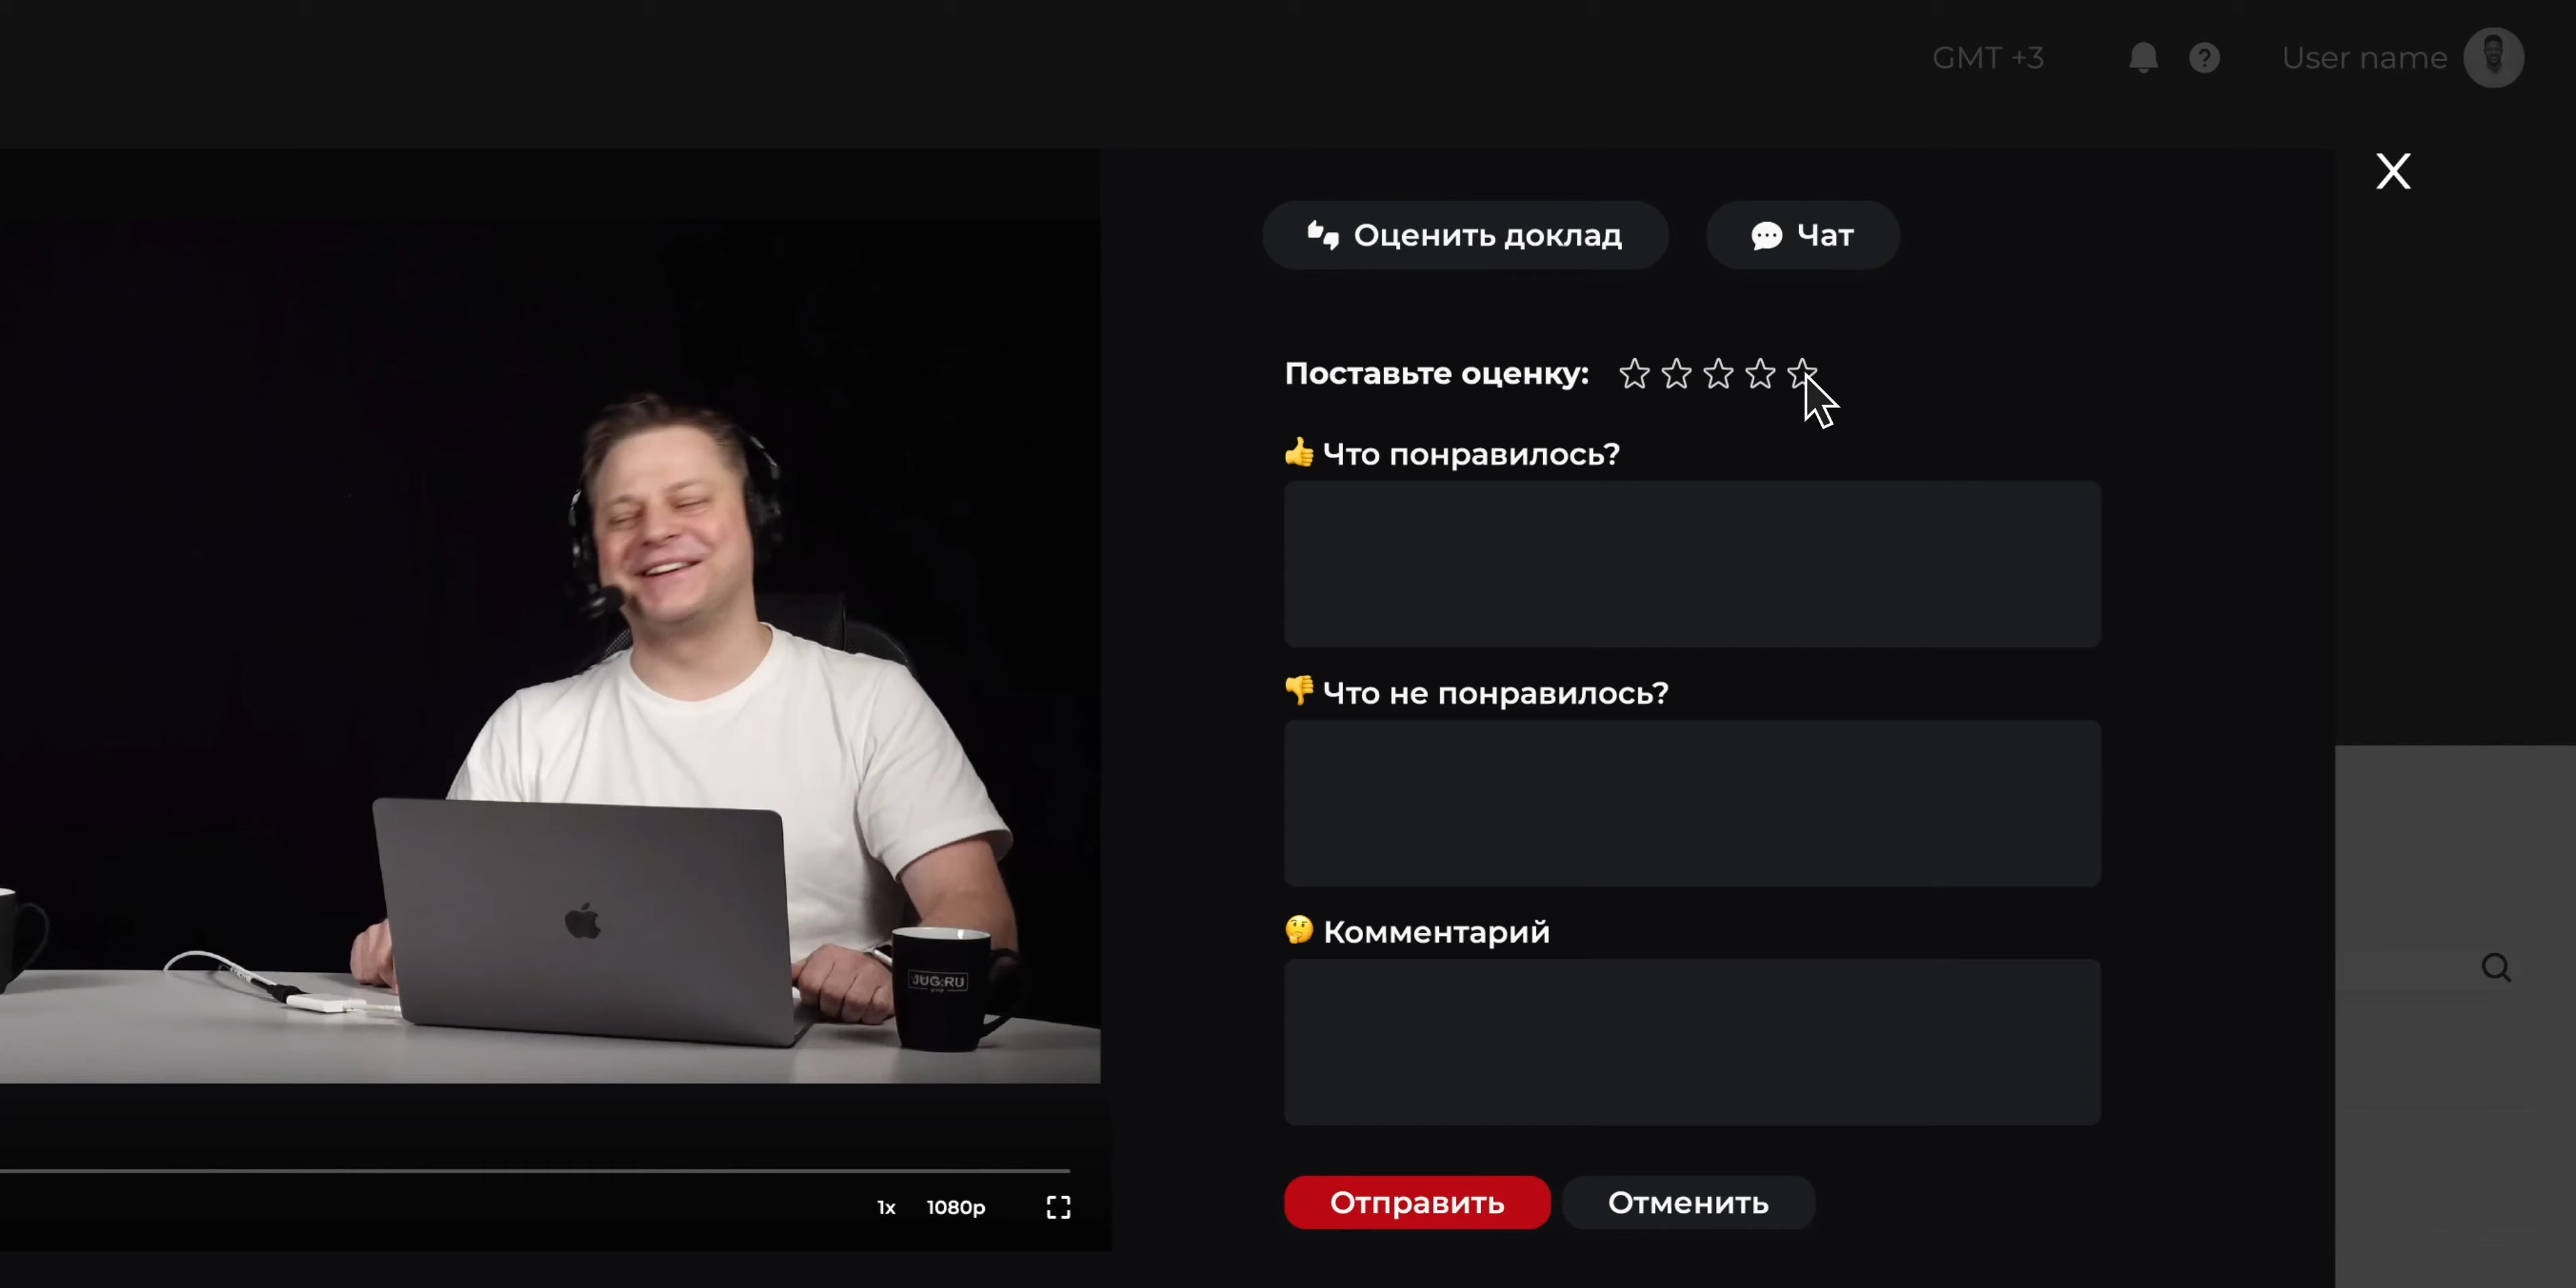 GMT +3
User name
X
Оценить доклад
Чат
Поставьте оценку:
👍 Что понравилось?
👎 Что не понравилось?
🤔 Комментарий
JUG:RU
1x
1080p
Отправить
Отменить